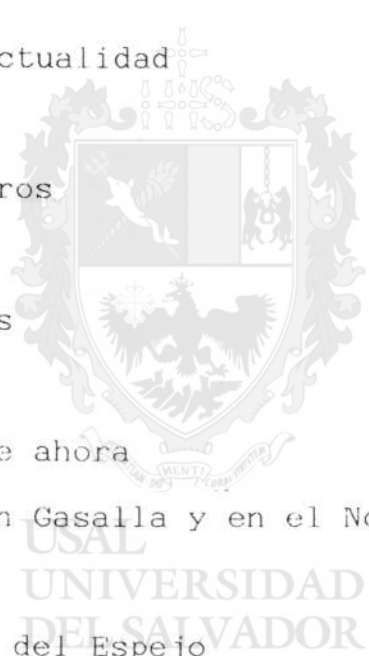 ctualidad
ros
s
e ahora
n Gasalla y en el No
USAL
UNIVERSIDAD
del Espejo
DEL SALVADOR